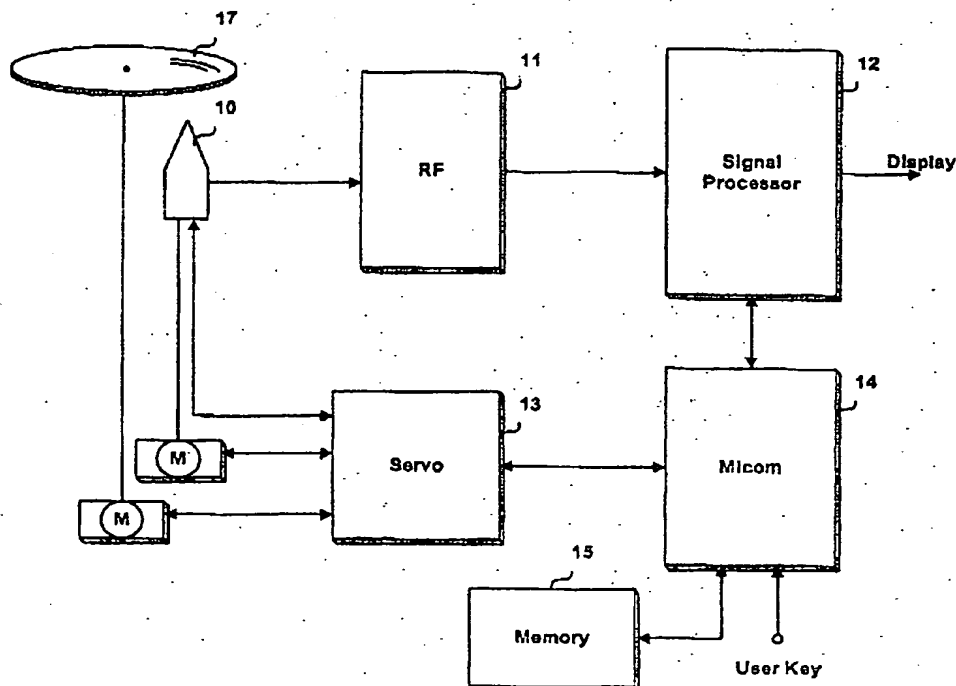 17
10
11
RF
12
Signal
Processor
Display
13
Servo
14
Micom
M
M
15
Memory
User Key